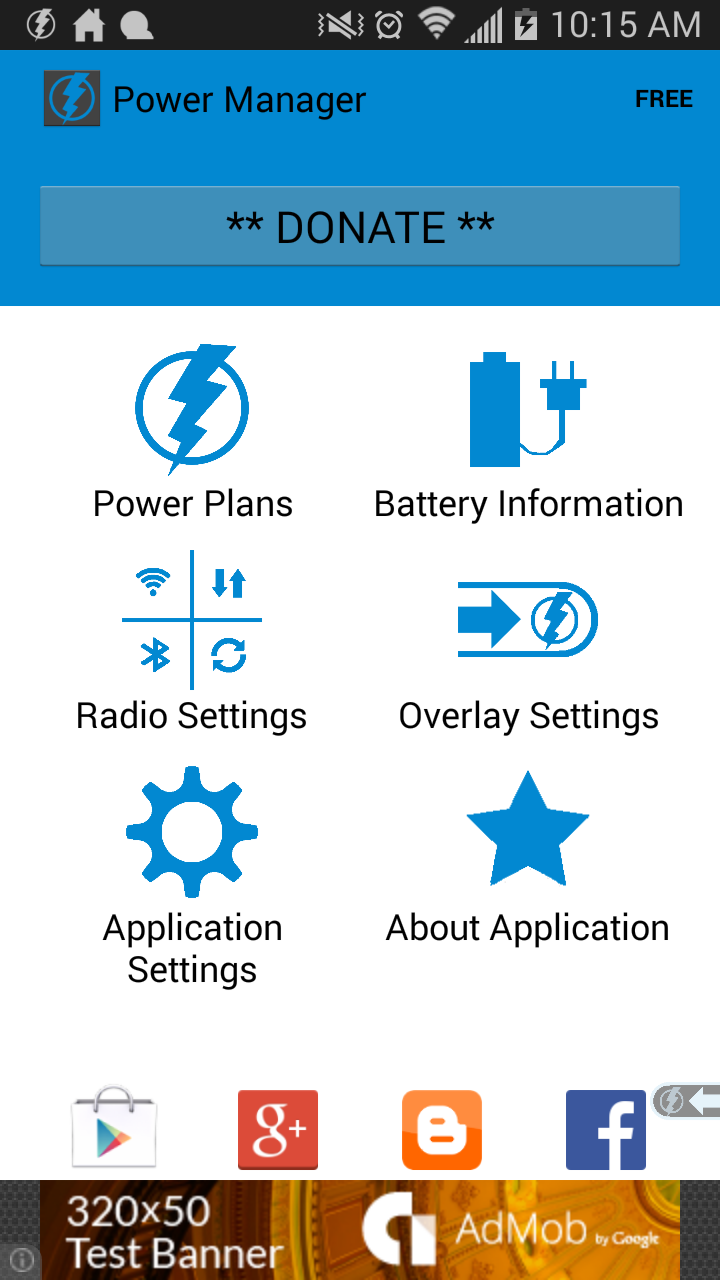 10:15 AM
Power Manager
FREE
** DONATE **
Power Plans
Battery Information
Radio Settings
Overlay Settings
Application
Settings
About Application
g+
320x50
Test Banner
AdMob by Google